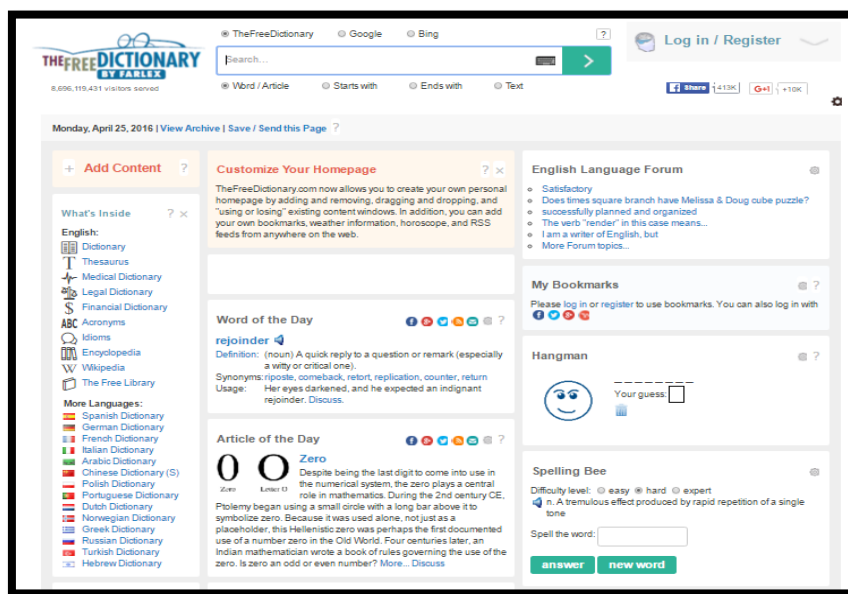 TheFreeDictionary Google Bing ?
THEFREEDICTIONARY
BY FARLEX
8,696,119,431 visitors served
Search...
Word / Article Starts with Ends with Text
Log in / Register
Share 413K G+1 +10K
Monday, April 25, 2016 | View Archive | Save / Send this Page ?
+ Add Content ?
What's Inside ? ×
English:
Dictionary
Thesaurus
Medical Dictionary
Legal Dictionary
Financial Dictionary
ABC Acronyms
Idioms
Encyclopedia
Wikipedia
The Free Library
More Languages:
Spanish Dictionary
German Dictionary
French Dictionary
Italian Dictionary
Arabic Dictionary
Chinese Dictionary (S)
Polish Dictionary
Portuguese Dictionary
Dutch Dictionary
Norwegian Dictionary
Greek Dictionary
Russian Dictionary
Turkish Dictionary
Hebrew Dictionary
Customize Your Homepage ? ×
TheFreeDictionary.com now allows you to create your own personal
homepage by adding and removing, dragging and dropping, and
"using or losing" existing content windows. In addition, you can add
your own bookmarks, weather information, horoscope, and RSS
feeds from anywhere on the web.
Word of the Day ?
rejoinder
Definition: (noun) A quick reply to a question or remark (especially
a witty or critical one).
Synonyms: riposte, comeback, retort, replication, counter, return
Usage: Her eyes darkened, and he expected an indignant
rejoinder. Discuss.
Article of the Day ?
0 O
Zero Letter O
Zero
Despite being the last digit to come into use in
the numerical system, the zero plays a central
role in mathematics. During the 2nd century CE,
Ptolemy began using a small circle with a long bar above it to
symbolize zero. Because it was used alone, not just as a
placeholder, this Hellenistic zero was perhaps the first documented
use of a number zero in the Old World. Four centuries later, an
Indian mathematician wrote a book of rules governing the use of the
zero. Is zero an odd or even number? More... Discuss
English Language Forum
Satisfactory
Does times square branch have Melissa & Doug cube puzzle?
successfully planned and organized
The verb "render" in this case means...
I am a writer of English, but
More Forum topics...
My Bookmarks ?
Please log in or register to use bookmarks. You can also log in with
Hangman ?
Your guess:
Spelling Bee
Difficulty level: easy hard expert
n. A tremulous effect produced by rapid repetition of a single
tone
Spell the word:
answer new word